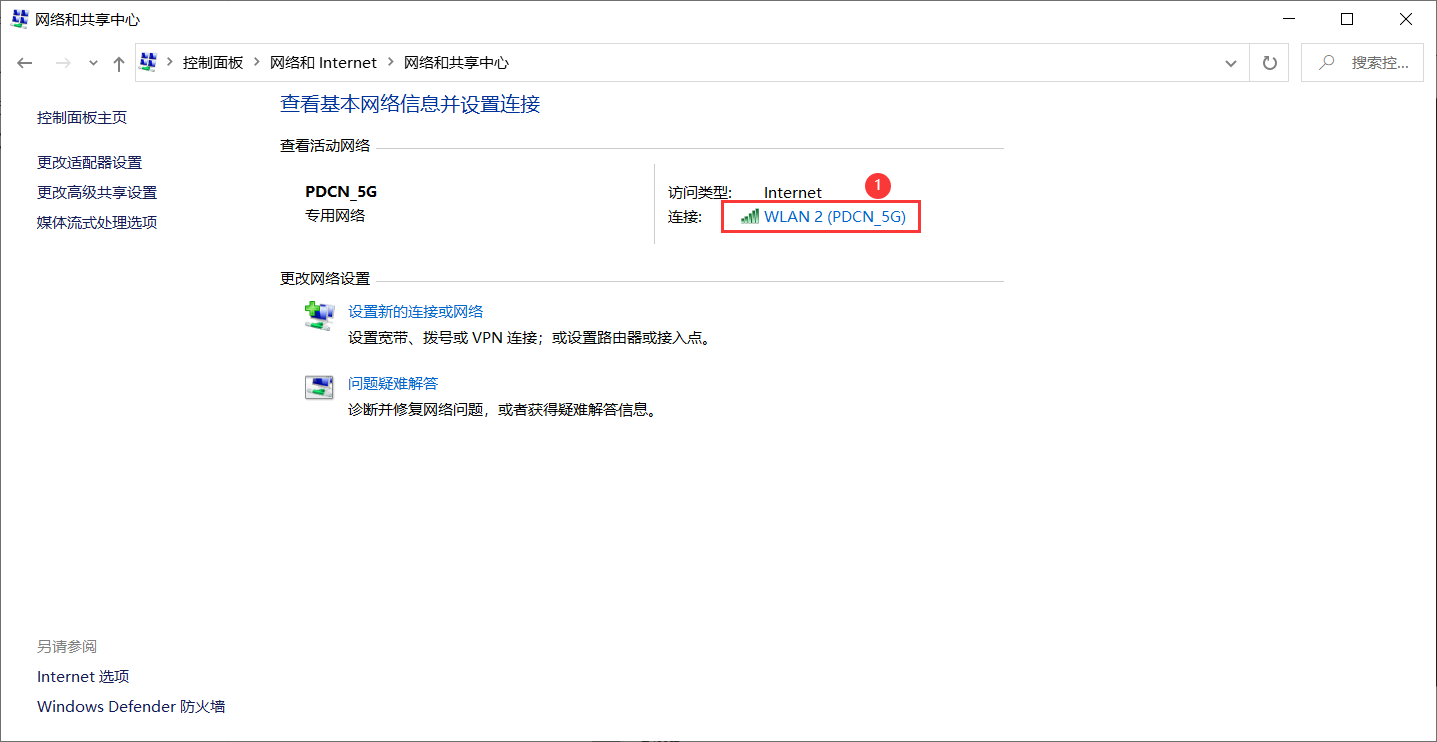 网络和共享中心
控制面板 网络和 Internet 网络和共享中心 搜索控...
控制面板主页
更改适配器设置
更改高级共享设置
媒体流式处理选项
查看基本网络信息并设置连接
查看活动网络
PDCN_5G
专用网络
访问类型: Internet
1
连接: WLAN 2 (PDCN_5G)
更改网络设置
设置新的连接或网络
设置宽带、拨号或 VPN 连接；或设置路由器或接入点。
问题疑难解答
诊断并修复网络问题，或者获得疑难解答信息。
另请参阅
Internet 选项
Windows Defender 防火墙